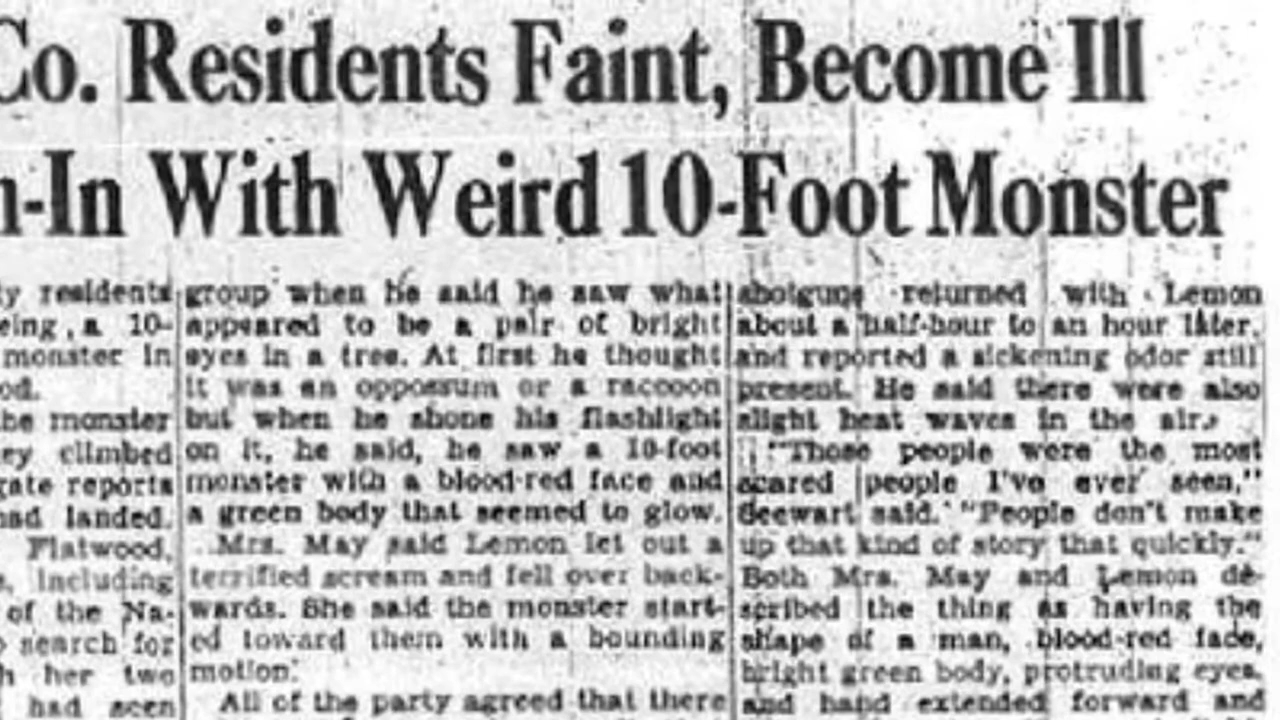 Co. Residents Faint, Become Ill
n-In With Weird 10-Foot Monster
ly residents
eing, a 10-
monster in
od.
he monster
ey climbed
gate reports
had landed.
Flatwood,
s, including
of the Na-
o search for
h her two
had seen
group when he said he saw what
appeared to be a pair of bright
eyes in a tree. At first he thought
it was an oppossum or a raccoon
but when he shone his flashlight
on it, he said, he saw a 10-foot
monster with a blood-red face and
a green body that seemed to glow.
Mrs. May said Lemon let out a
terrified scream and fell over back-
wards. She said the monster start-
ed toward them with a bounding
motion.
All of the party agreed that there
shotguns returned with Lemon
about a half-hour to an hour later,
and reported a sickening odor still
present. He said there were also
slight heat waves in the air.
"Those people were the most
scared people I've ever seen,"
Stewart said. "People don't make
up that kind of story that quickly."
Both Mrs. May and Lemon de-
scribed the thing as having the
shape of a man, blood-red face,
bright green body, protruding eyes,
and hand extended forward and